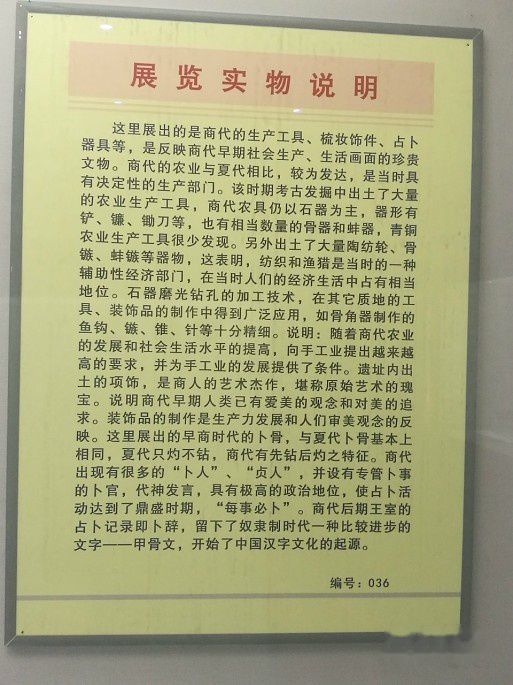 展览实物说明
这里展出的是商代的生产工具、梳妆饰件、占卜
器具等，是反映商代早期社会生产、生活画面的珍贵
文物。商代的农业与夏代相比，较为发达，是当时具
有决定性的生产部门。该时期考古发掘中出土了大量
的农业生产工具，商代农具仍以石器为主，器形有
铲、镰、锄刀等，也有相当数量的骨器和蚌器，青铜
农业生产工具很少发现。另外出土了大量陶纺轮、骨
镞、蚌镞等器物，这表明，纺织和渔猎是当时的一种
辅助性经济部门，在当时人们的经济生活中占有相当
地位。石器磨光钻孔的加工技术，在其它质地的工
具、装饰品的制作中得到广泛应用，如骨角器制作的
鱼钩、镞、锥、针等十分精细。说明：随着商代农业
的发展和社会生活水平的提高，向手工业提出越来越
高的要求，并为手工业的发展提供了条件。遗址内出
土的项饰，是商人的艺术杰作，堪称原始艺术的瑰
宝。说明商代早期人类已有爱美的观念和对美的追
求。装饰品的制作是生产力发展和人们审美观念的反
映。这里展出的早商时代的卜骨，与夏代卜骨基本上
相同，夏代只灼不钻，商代有先钻后灼之特征。商代
出现有很多的“卜人”、“贞人”，并设有专管卜事
的卜官，代神发言，具有极高的政治地位，使占卜活
动达到了鼎盛时期，“每事必卜”。商代后期王室的
占卜记录即卜辞，留下了奴隶制时代一种比较进步的
文字——甲骨文，开始了中国汉字文化的起源。
编号：036